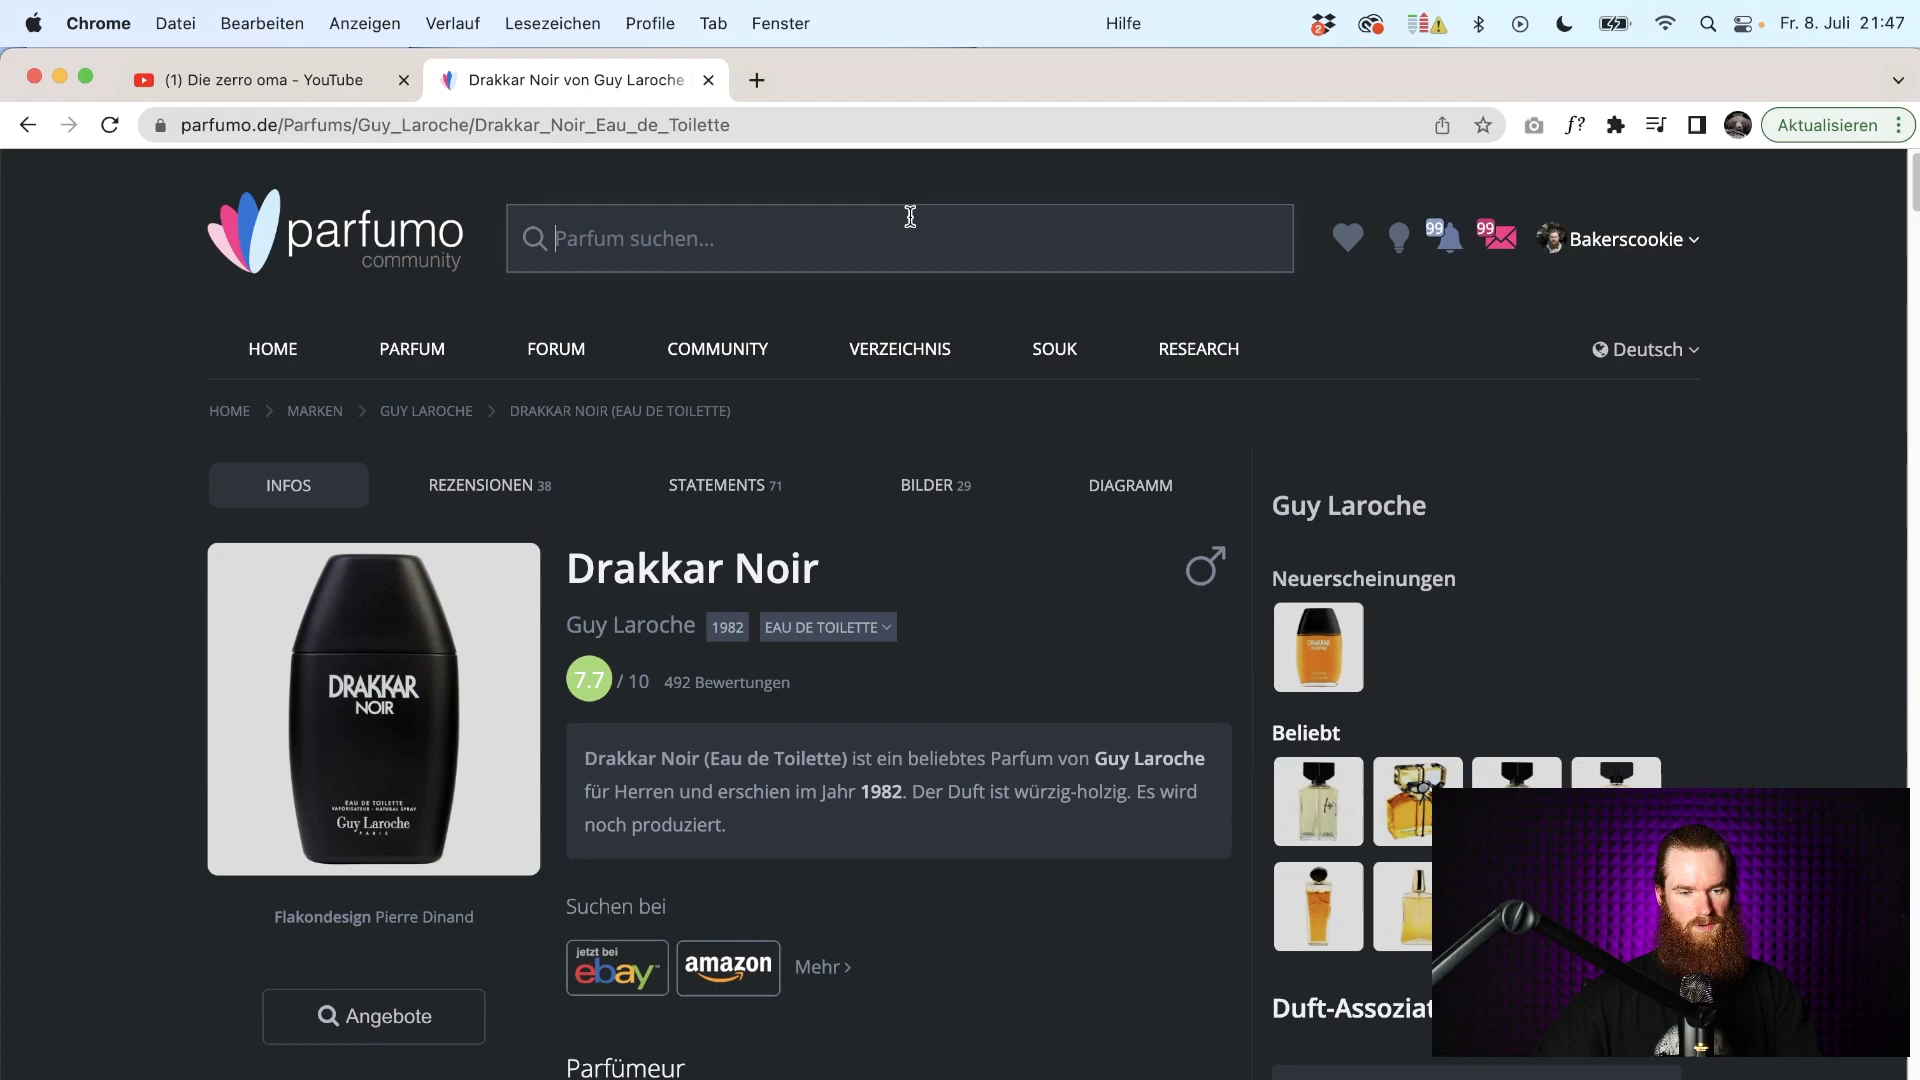 Chrome Datei Bearbeiten Anzeigen Verlauf Lesezeichen Profile Tab Fenster Hilfe 2 Fr. 8. Juli 21:47
(1) Die zerro oma - YouTube Drakkar Noir von Guy Laroche
parfumo.de/Parfums/Guy_Laroche/Drakkar_Noir_Eau_de_Toilette f? Aktualisieren
parfumo
community
Parfum suchen...
99 99 Bakerscookie
HOME PARFUM FORUM COMMUNITY VERZEICHNIS SOUK RESEARCH Deutsch
HOME MARKEN GUY LAROCHE DRAKKAR NOIR (EAU DE TOILETTE)
INFOS REZENSIONEN 38 STATEMENTS 71 BILDER 29 DIAGRAMM
DRAKKAR
NOIR
EAU DE TOILETTE
VAPORISATEUR - NATURAL SPRAY
Guy Laroche
PARIS
Flakondesign Pierre Dinand
Angebote
Drakkar Noir
Guy Laroche 1982 EAU DE TOILETTE
7.7 / 10 492 Bewertungen
Drakkar Noir (Eau de Toilette) ist ein beliebtes Parfum von Guy Laroche
für Herren und erschien im Jahr 1982. Der Duft ist würzig-holzig. Es wird
noch produziert.
Suchen bei
jetzt bei
ebay
amazon
Mehr
Parfümeur
Guy Laroche
Neuerscheinungen
DRAKKAR
Beliebt
Duft-Assoziat